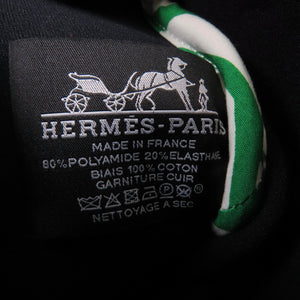 HERMÈS-PARIS
MADE IN FRANCE
80%POLYAMIDE 20%ELASTHANE
BIAIS 100%COTON
GARNITURE CUIR
NETTOYAGE A SEC